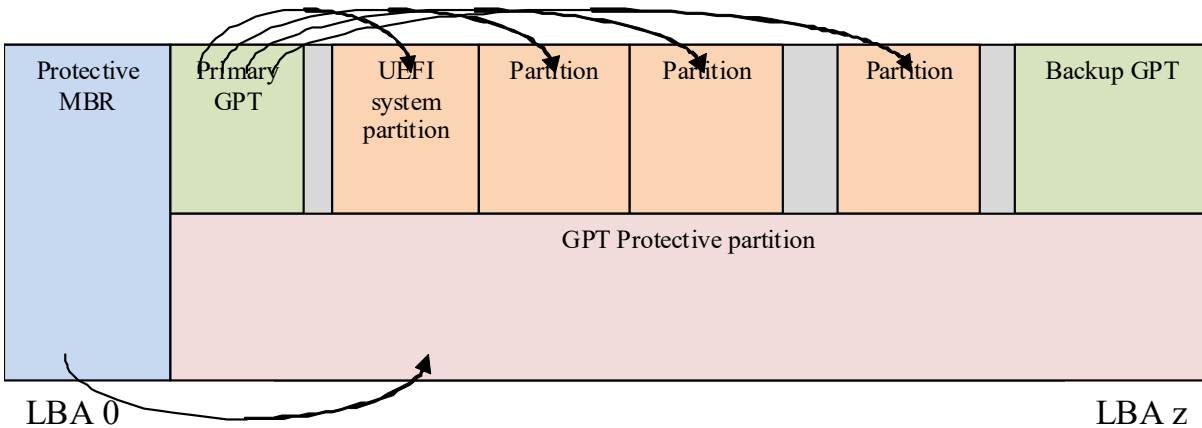 Protective
MBR
Primary
GPT
UEFI
system
partition
Partition
Partition
Partition
Backup GPT
GPT Protective partition
LBA 0
LBA z